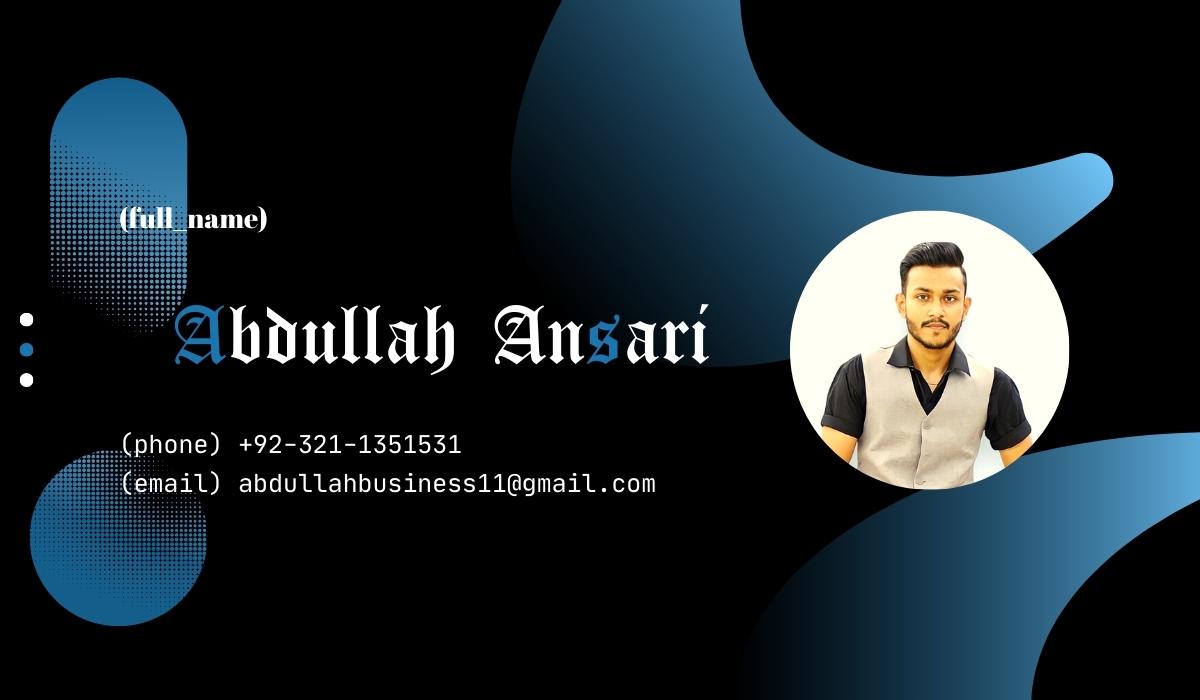 (full_name)
Abdullah Ansari
(phone) +92-321-1351531
(email) abdullahbusiness11@gmail.com